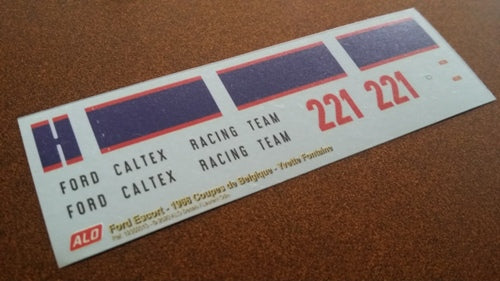 H
221 221
FORD CALTEX RACING TEAM
FORD CALTEX RACING TEAM
ALO Ford Escort - 1968 Coupes de Belgique - Yvette Fontaine